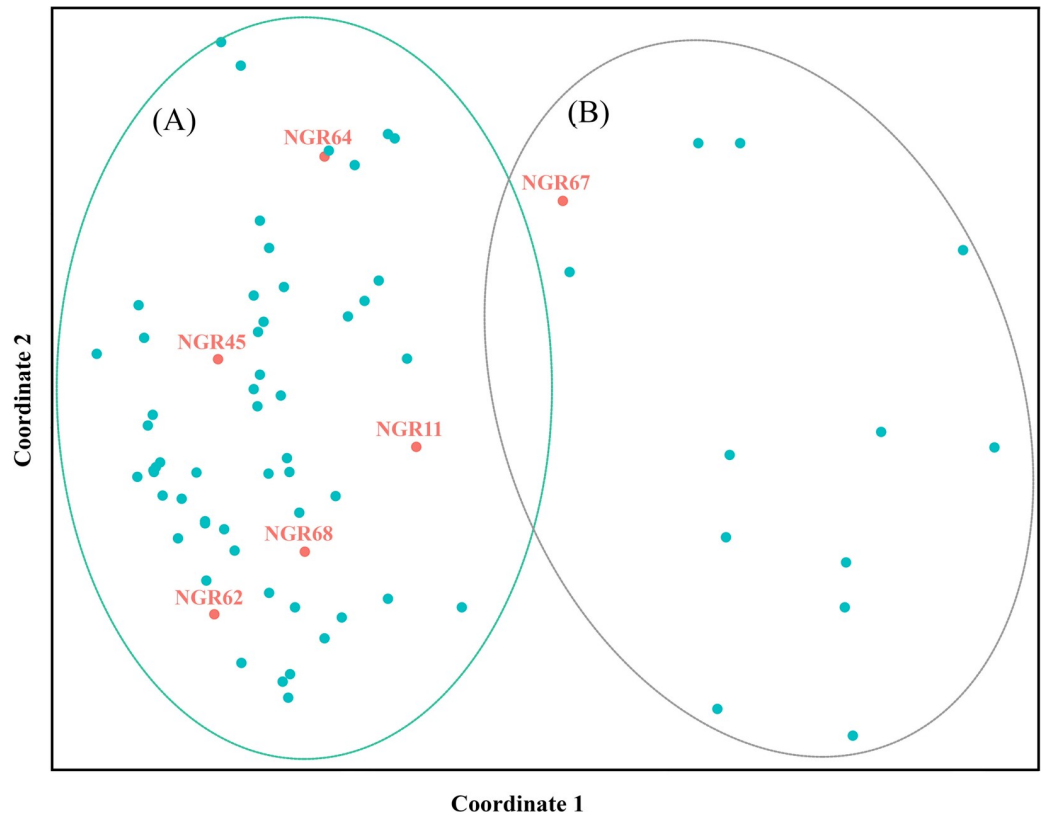 (A)
(B)
NGR64
NGR67
NGR45
NGR11
NGR68
NGR62
Coordinate 2
Coordinate 1